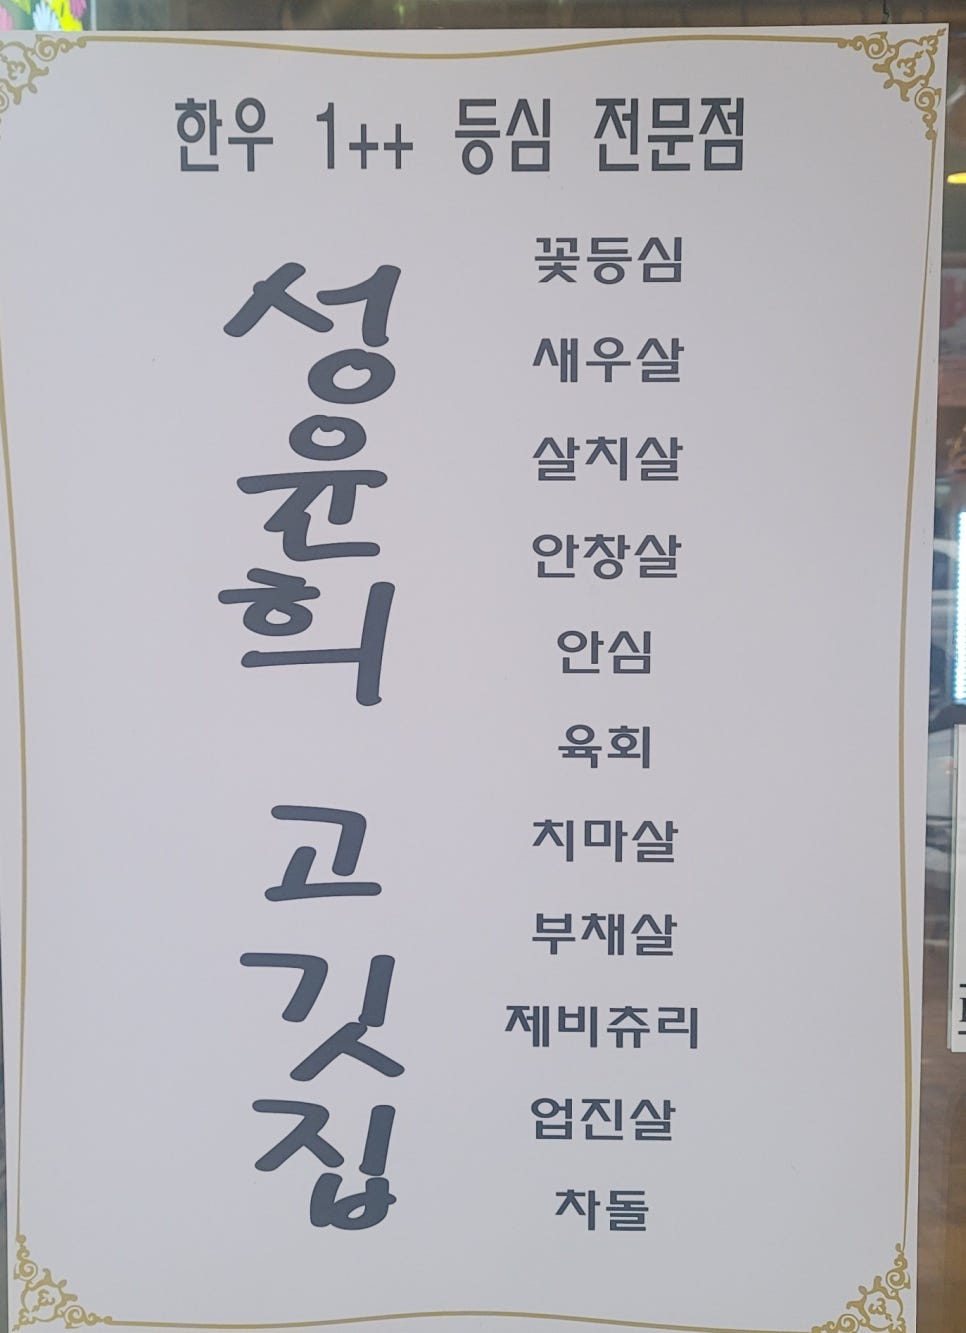 한우 1++ 등심 전문점
성윤희 고깃집
꽃등심
새우살
살치살
안창살
안심
육회
치마살
부채살
제비츄리
업진살
차돌